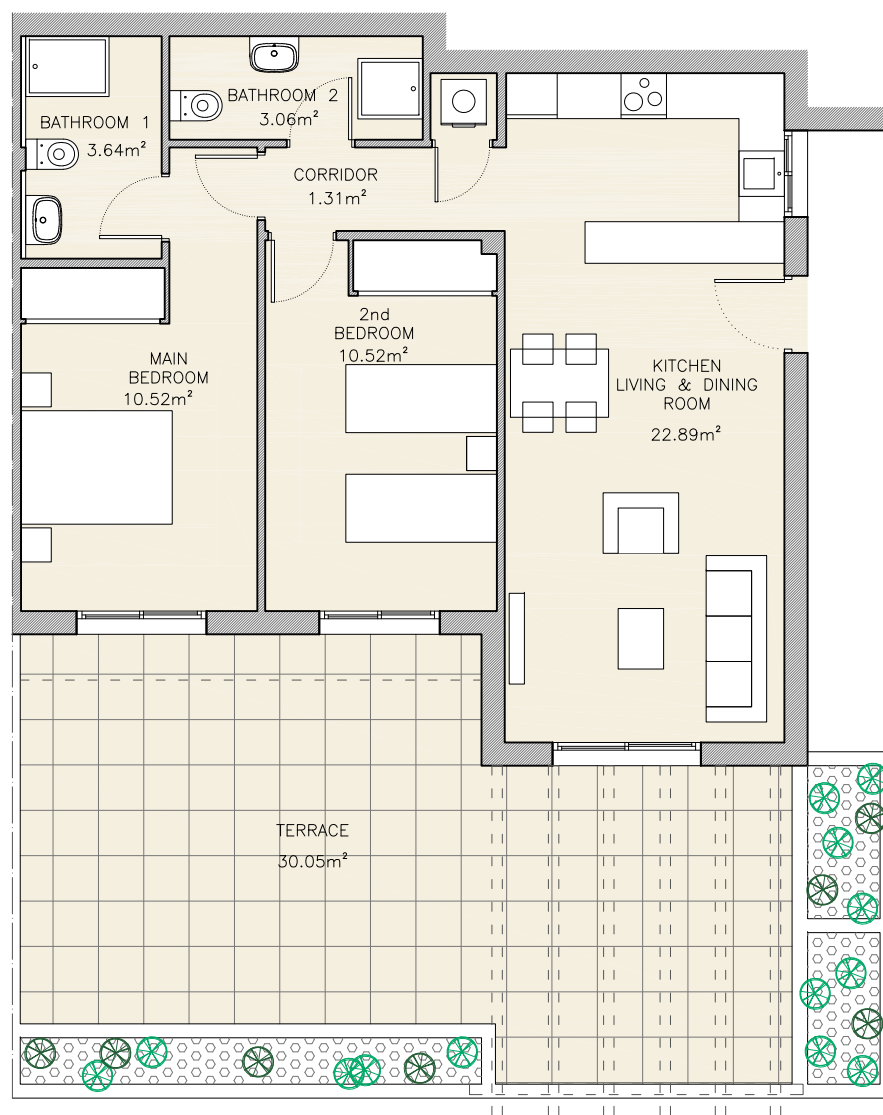 BATHROOM 1
3.64m²
BATHROOM 2
3.06m²
CORRIDOR
1.31m²
2nd
BEDROOM
10.52m²
MAIN
BEDROOM
10.52m²
KITCHEN
LIVING & DINING
ROOM
22.89m²
TERRACE
30.05m²